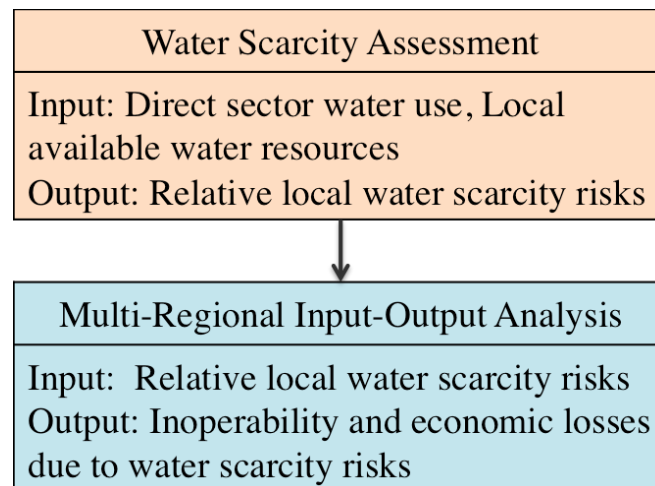 Water Scarcity Assessment
Input: Direct sector water use, Local
available water resources
Output: Relative local water scarcity risks
Multi-Regional Input-Output Analysis
Input:  Relative local water scarcity risks
Output: Inoperability and economic losses
due to water scarcity risks